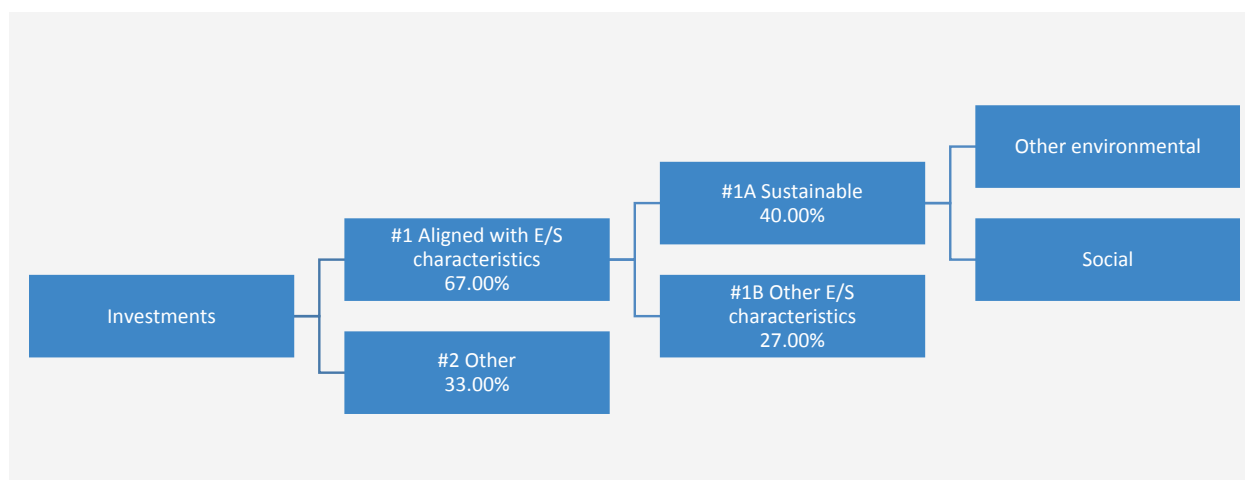 Investments
#1 Aligned with E/S
characteristics
67.00%
#2 Other
33.00%
#1A Sustainable
40.00%
#1B Other E/S
characteristics
27.00%
Other environmental
Social